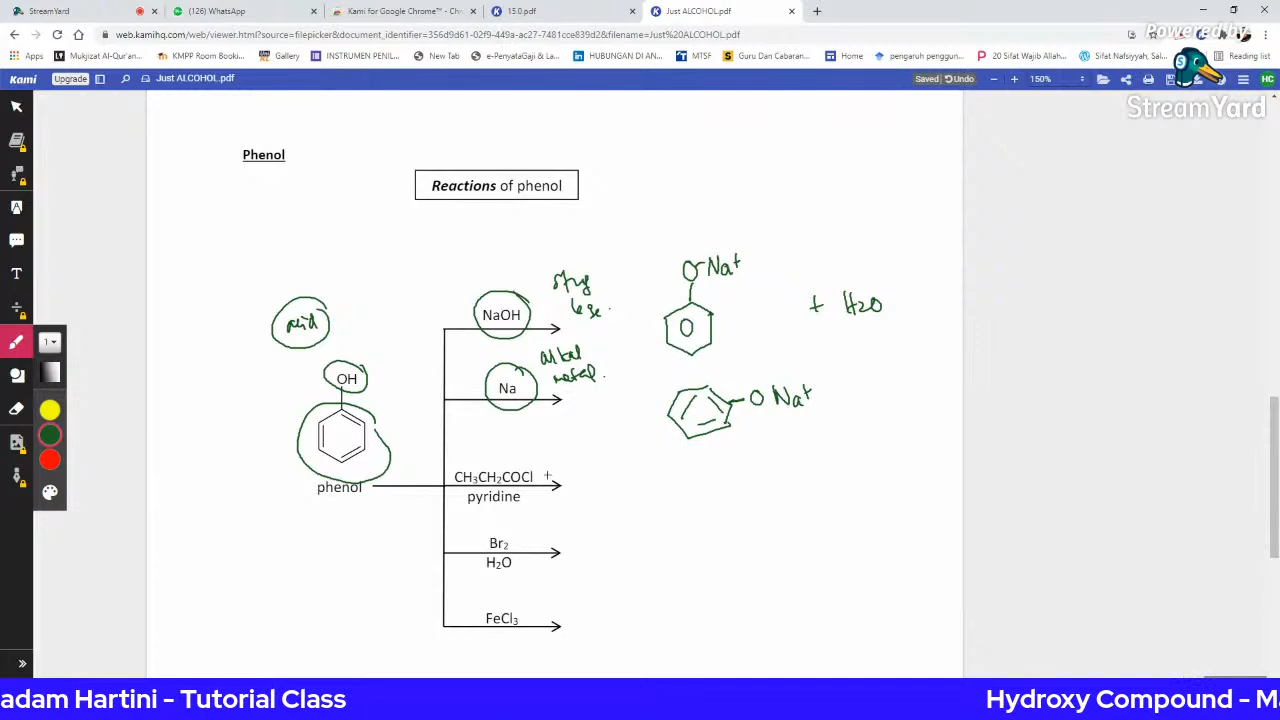 StreamYard
(126) WhatsApp
Kami for Google Chrome™ - Chr
15.0.pdf
Just ALCOHOL.pdf
web.kamihq.com/web/viewer.html?source=filepicker&document_identifier=356dc561-02f9-449a-ac27-7481cce839d2&filename=Just%20ALCOHOL.pdf
Powered by
Apps
Mukjizat Al-Quran (1...
KMPP Room Booking...
Gallery
INSTRUMEN PENIL...
New Tab
e-PenyataGaji & La...
HUBUNGAN DI AN...
MTSF
Guru Dan Cabaran...
Home
pengaruh penggun...
20 Sifat Wajib Allah...
Sifat Nafsiyyah, Sal...
Reading list
Kami
Upgrade
Just ALCOHOL.pdf
Saved
Undo
150%
HC
StreamYard
Phenol
Reactions of phenol
strong
base.
O⁻Na⁺
+ H2O
acid
NaOH
alkali
metal.
OH
Na
O⁻Na⁺
CH₃CH₂COCl
phenol
pyridine
Br₂
H₂O
FeCl₃
adam Hartini - Tutorial Class
Hydroxy Compound - M